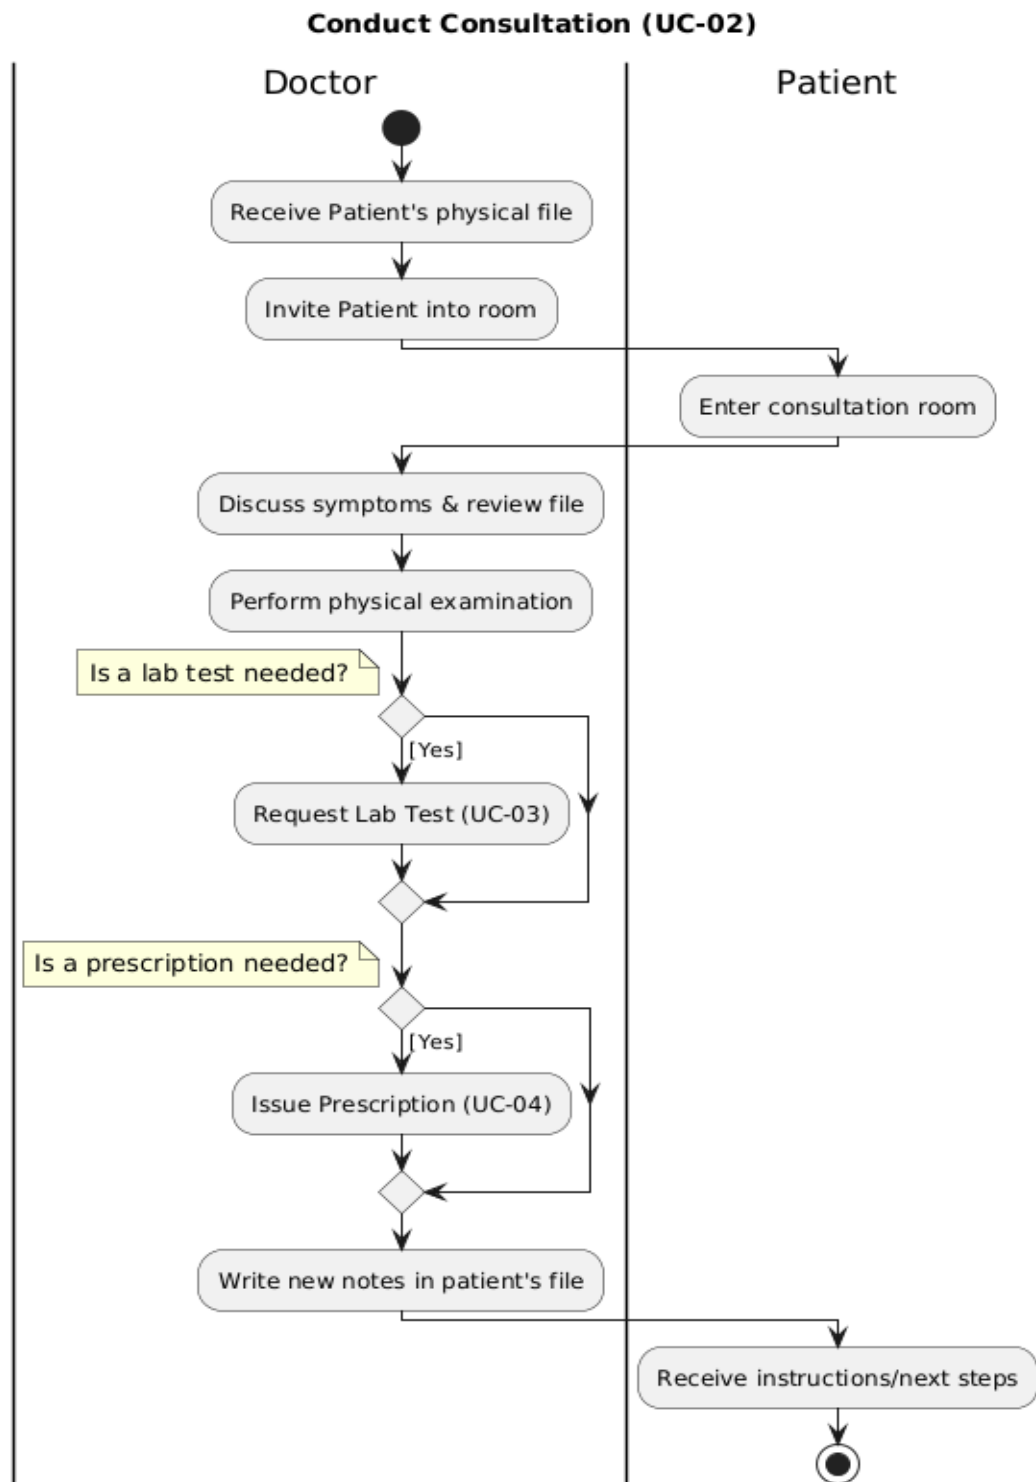 Conduct Consultation (UC-02)
Doctor
Patient
Receive Patient's physical file
Invite Patient into room
Enter consultation room
Discuss symptoms & review file
Perform physical examination
Is a lab test needed?
[Yes]
Request Lab Test (UC-03)
Is a prescription needed?
[Yes]
Issue Prescription (UC-04)
Write new notes in patient's file
Receive instructions/next steps